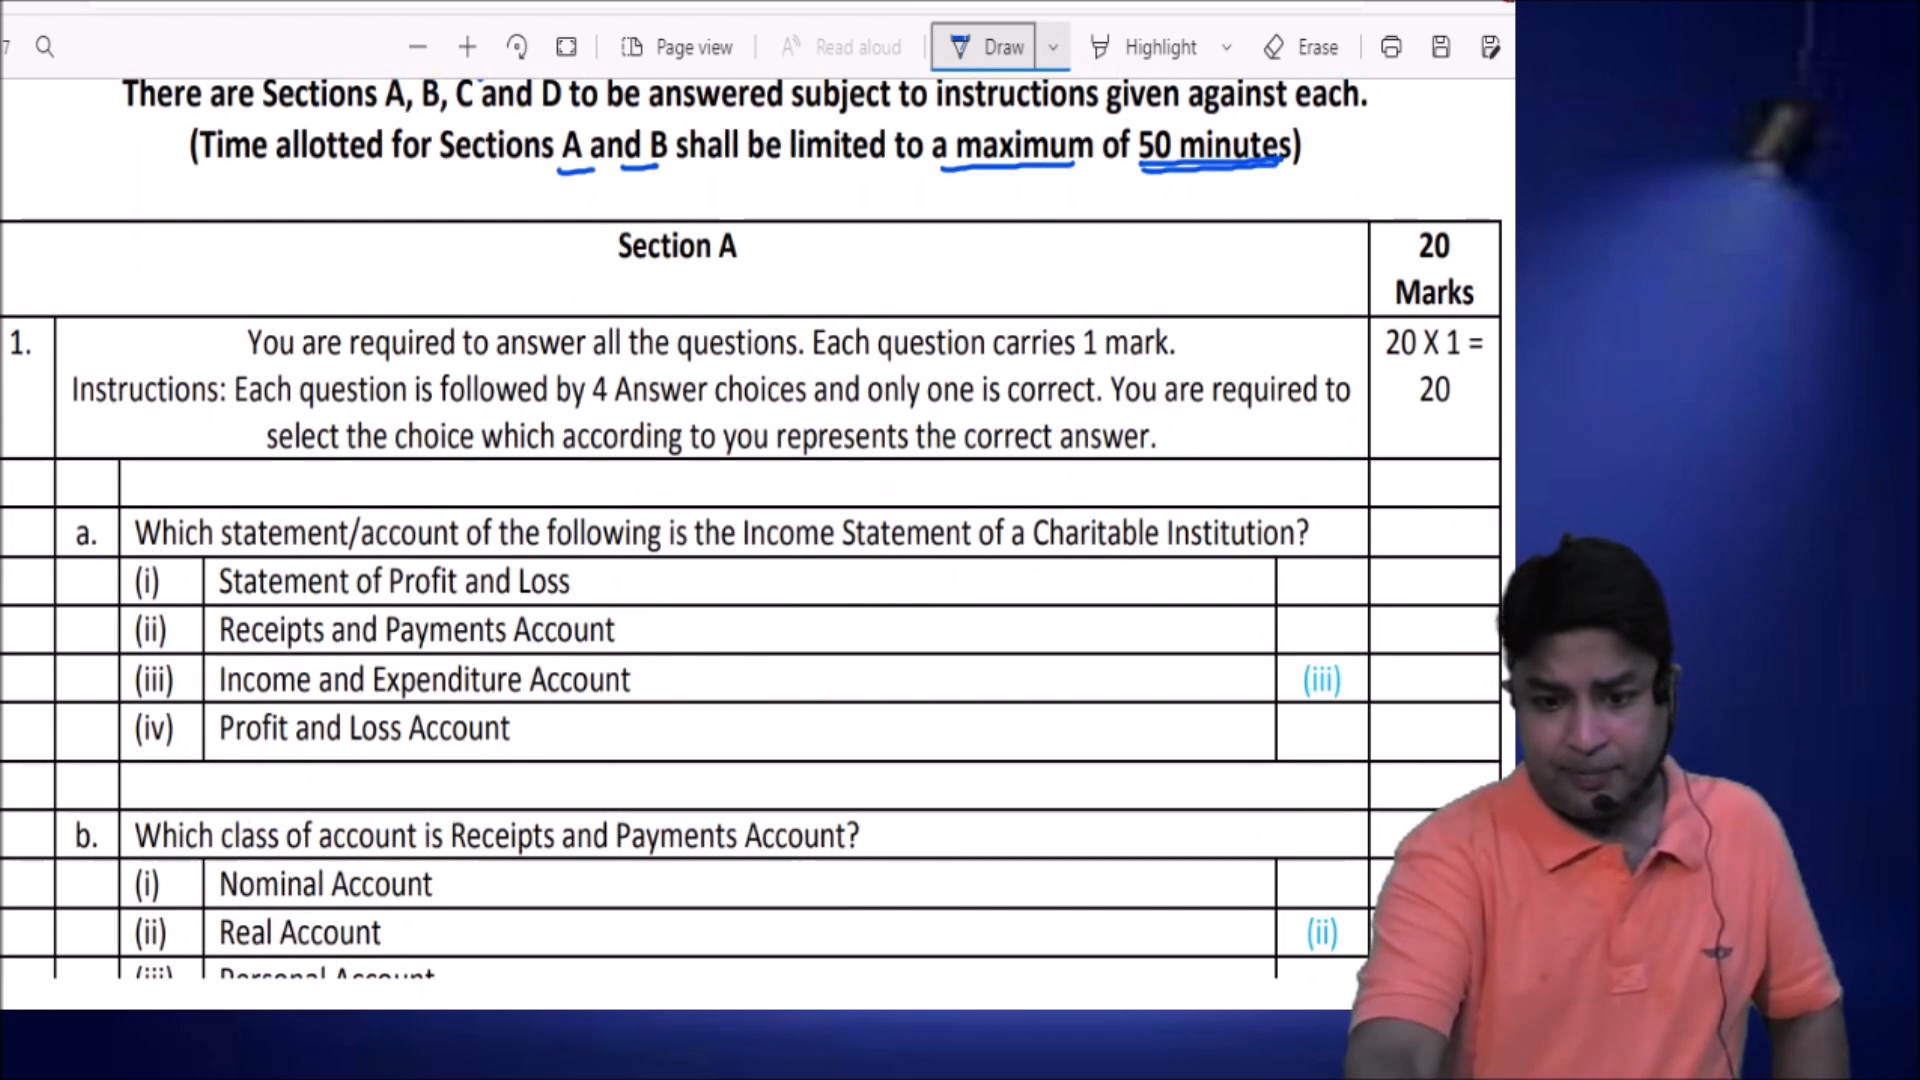 7
Page view
Read aloud
Draw
Highlight
Erase
There are Sections A, B, C and D to be answered subject to instructions given against each.
(Time allotted for Sections A and B shall be limited to a maximum of 50 minutes)
Section A
20
Marks
1.
You are required to answer all the questions. Each question carries 1 mark.
20 X 1 =
Instructions: Each question is followed by 4 Answer choices and only one is correct. You are required to
20
select the choice which according to you represents the correct answer.
a. Which statement/account of the following is the Income Statement of a Charitable Institution?
(i) Statement of Profit and Loss
(ii) Receipts and Payments Account
(iii) Income and Expenditure Account (iii)
(iv) Profit and Loss Account
b. Which class of account is Receipts and Payments Account?
(i) Nominal Account
(ii) Real Account (ii)
(iii) Personal Account